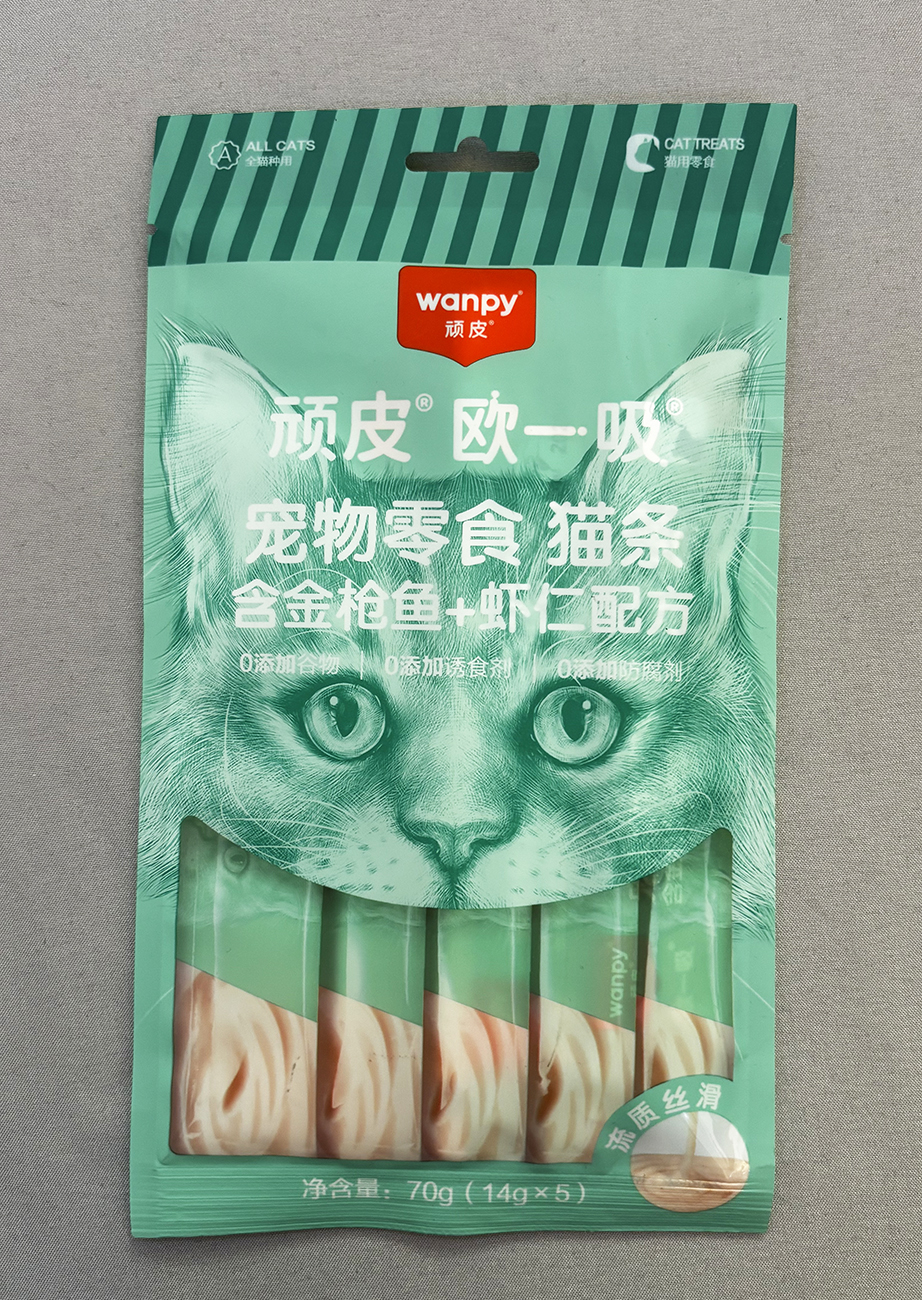 A ALL CATS
全猫种用
CAT TREATS
猫用零食
wanpy®
顽皮®
顽皮® 欧一吸®
宠物零食 猫条
含金枪鱼+虾仁配方
0添加谷物 | 0添加诱食剂 | 0添加防腐剂
wanpy
流质丝滑
净含量：70g（14g×5）